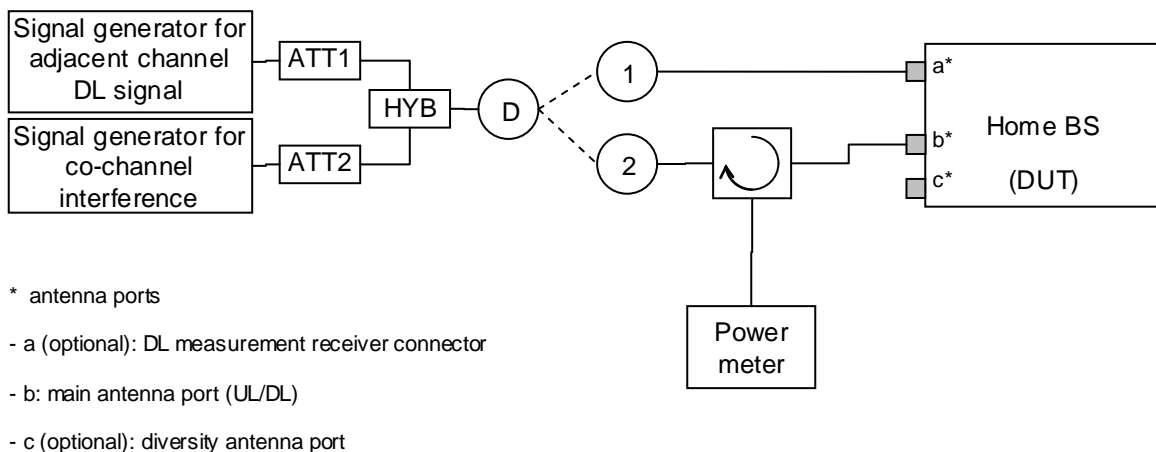 Signal generator for
adjacent channel
DL signal
ATT1
HYB
D
1
2
Signal generator for
co-channel
interference
ATT2
a*
b*
c*
Home BS
(DUT)
Power
meter
* antenna ports
- a (optional): DL measurement receiver connector
- b: main antenna port (UL/DL)
- c (optional): diversity antenna port